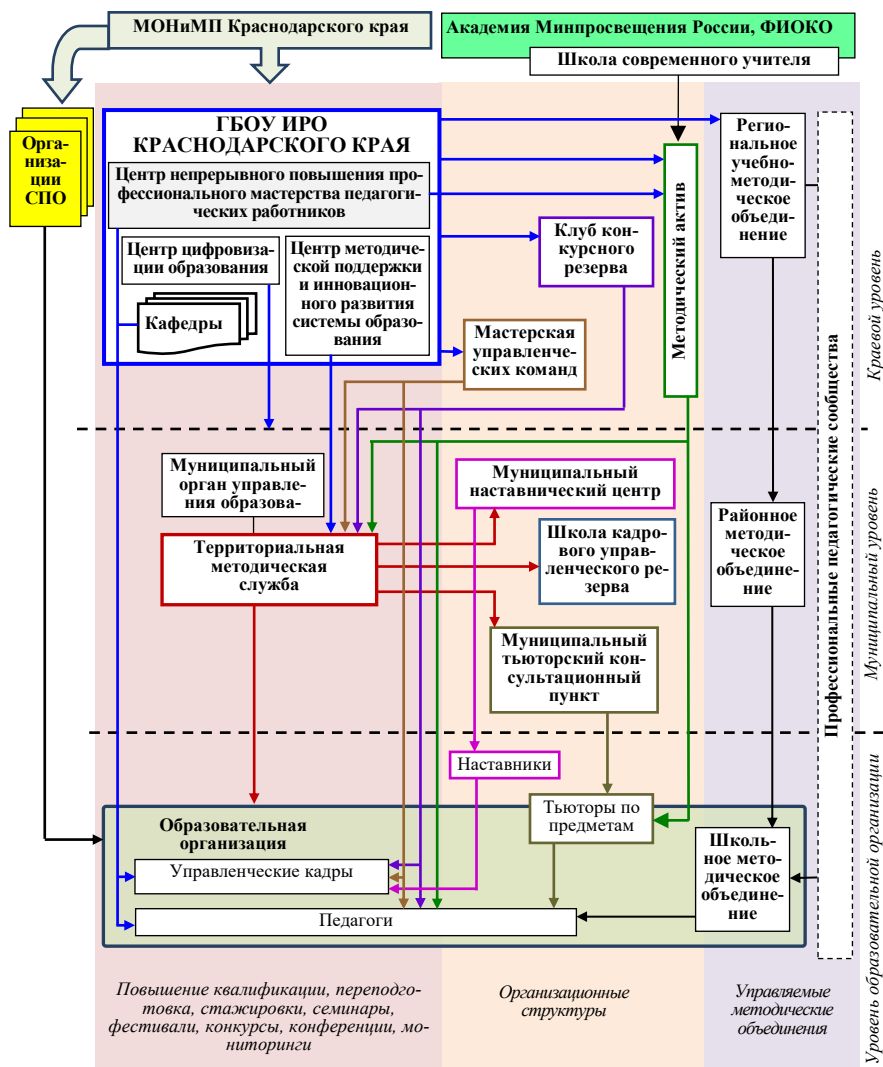 МОНиМП Краснодарского края
Академия Минпросвещения России, ФИОКО
Школа современного учителя
Орга-
низа-
ции
СПО
ГБОУ ИРО
КРАСНОДАРСКОГО КРАЯ
Центр непрерывного повышения про-
фессионального мастерства педагоги-
ческих работников
Центр цифровиза-
ции образования
Кафедры
Центр методиче-
ской поддержки
и инновацион-
ного развития
системы образо-
вания
Клуб кон-
курсного
резерва
Мастерская
управленче-
ских команд
Методический актив
Регио-
нальное
учебно-
методи-
ческое
объеди-
нение
Профессиональные педагогические сообщества
Краевой уровень
Муниципальный
орган управле-
ния образова-
Территориальная
методическая
служба
Муниципальный
наставнический центр
Школа кадро-
вого управ-
ленческого ре-
зерва
Муниципальный
тьюторский кон-
сультационный
пункт
Районное
методи-
ческое
объедине-
ние
Муниципальный уровень
Наставники
Тьюторы по
предметам
Образовательная
организация
Управленческие кадры
Педагоги
Школь-
ное мето-
дическое
объедине-
ние
Уровень образовательной организации
Повышение квалификации, переподго-
товка, стажировки, семинары,
фестивали, конкурсы, конференции, мо-
ниторинги
Организационные
структуры
Управляемые
методические
объединения